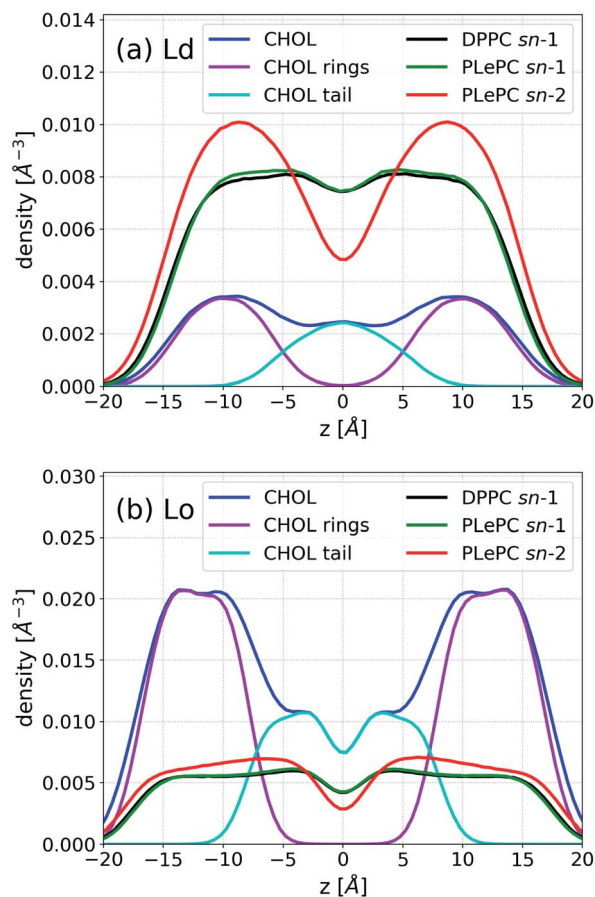 (a) Ld
CHOL
CHOL rings
CHOL tail
DPPC sn-1
PLePC sn-1
PLePC sn-2
density [Å⁻³]
0.014
0.012
0.010
0.008
0.006
0.004
0.002
0.000
−20 −15 −10 −5 0 5 10 15 20
z [Å]
(b) Lo
CHOL
CHOL rings
CHOL tail
DPPC sn-1
PLePC sn-1
PLePC sn-2
density [Å⁻³]
0.030
0.025
0.020
0.015
0.010
0.005
0.000
−20 −15 −10 −5 0 5 10 15 20
z [Å]